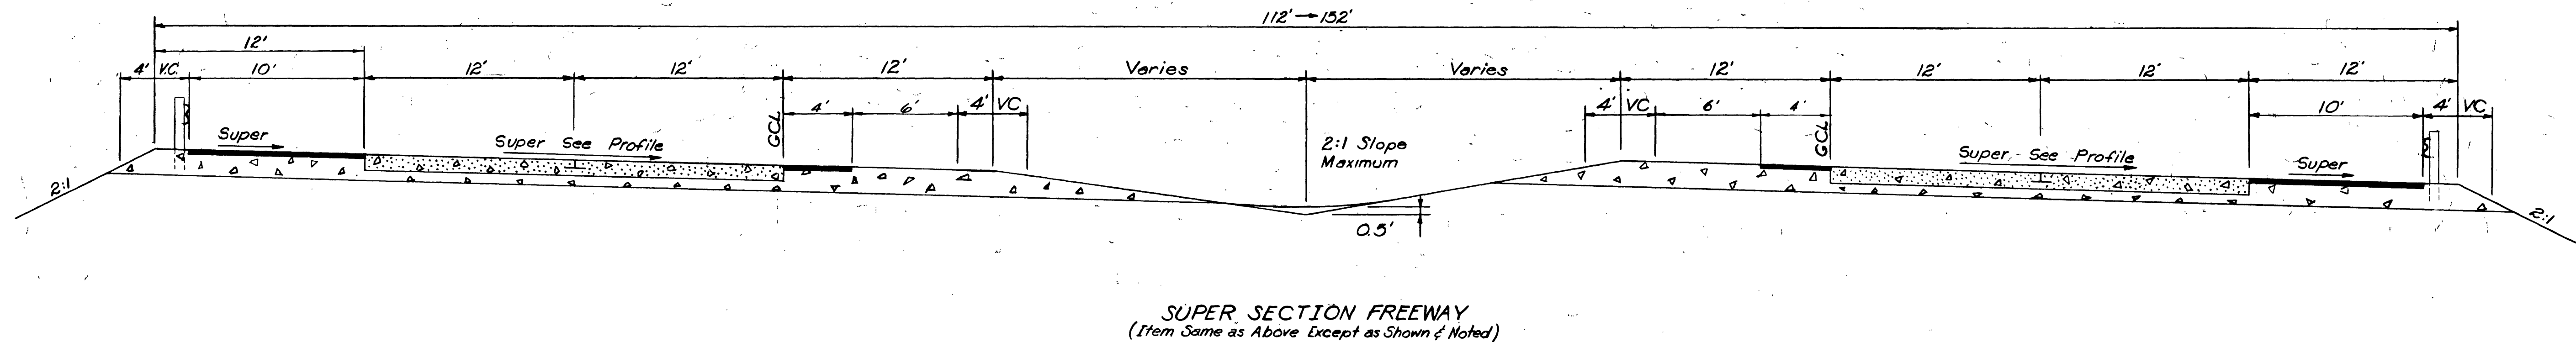 112' → 152'
12'
4' V.C. 10' 12' 12' 12' Varies Varies 12' 12' 12' 12'
4' 6' 4' VC 4' VC 6' 4' 10' 4' VC
GCL
GCL
Super
Super See Profile
2:1 Slope
Maximum
Super - See Profile
Super
2:1
2:1
0.5'
SUPER SECTION FREEWAY
(Item Same as Above Except as Shown & Noted)